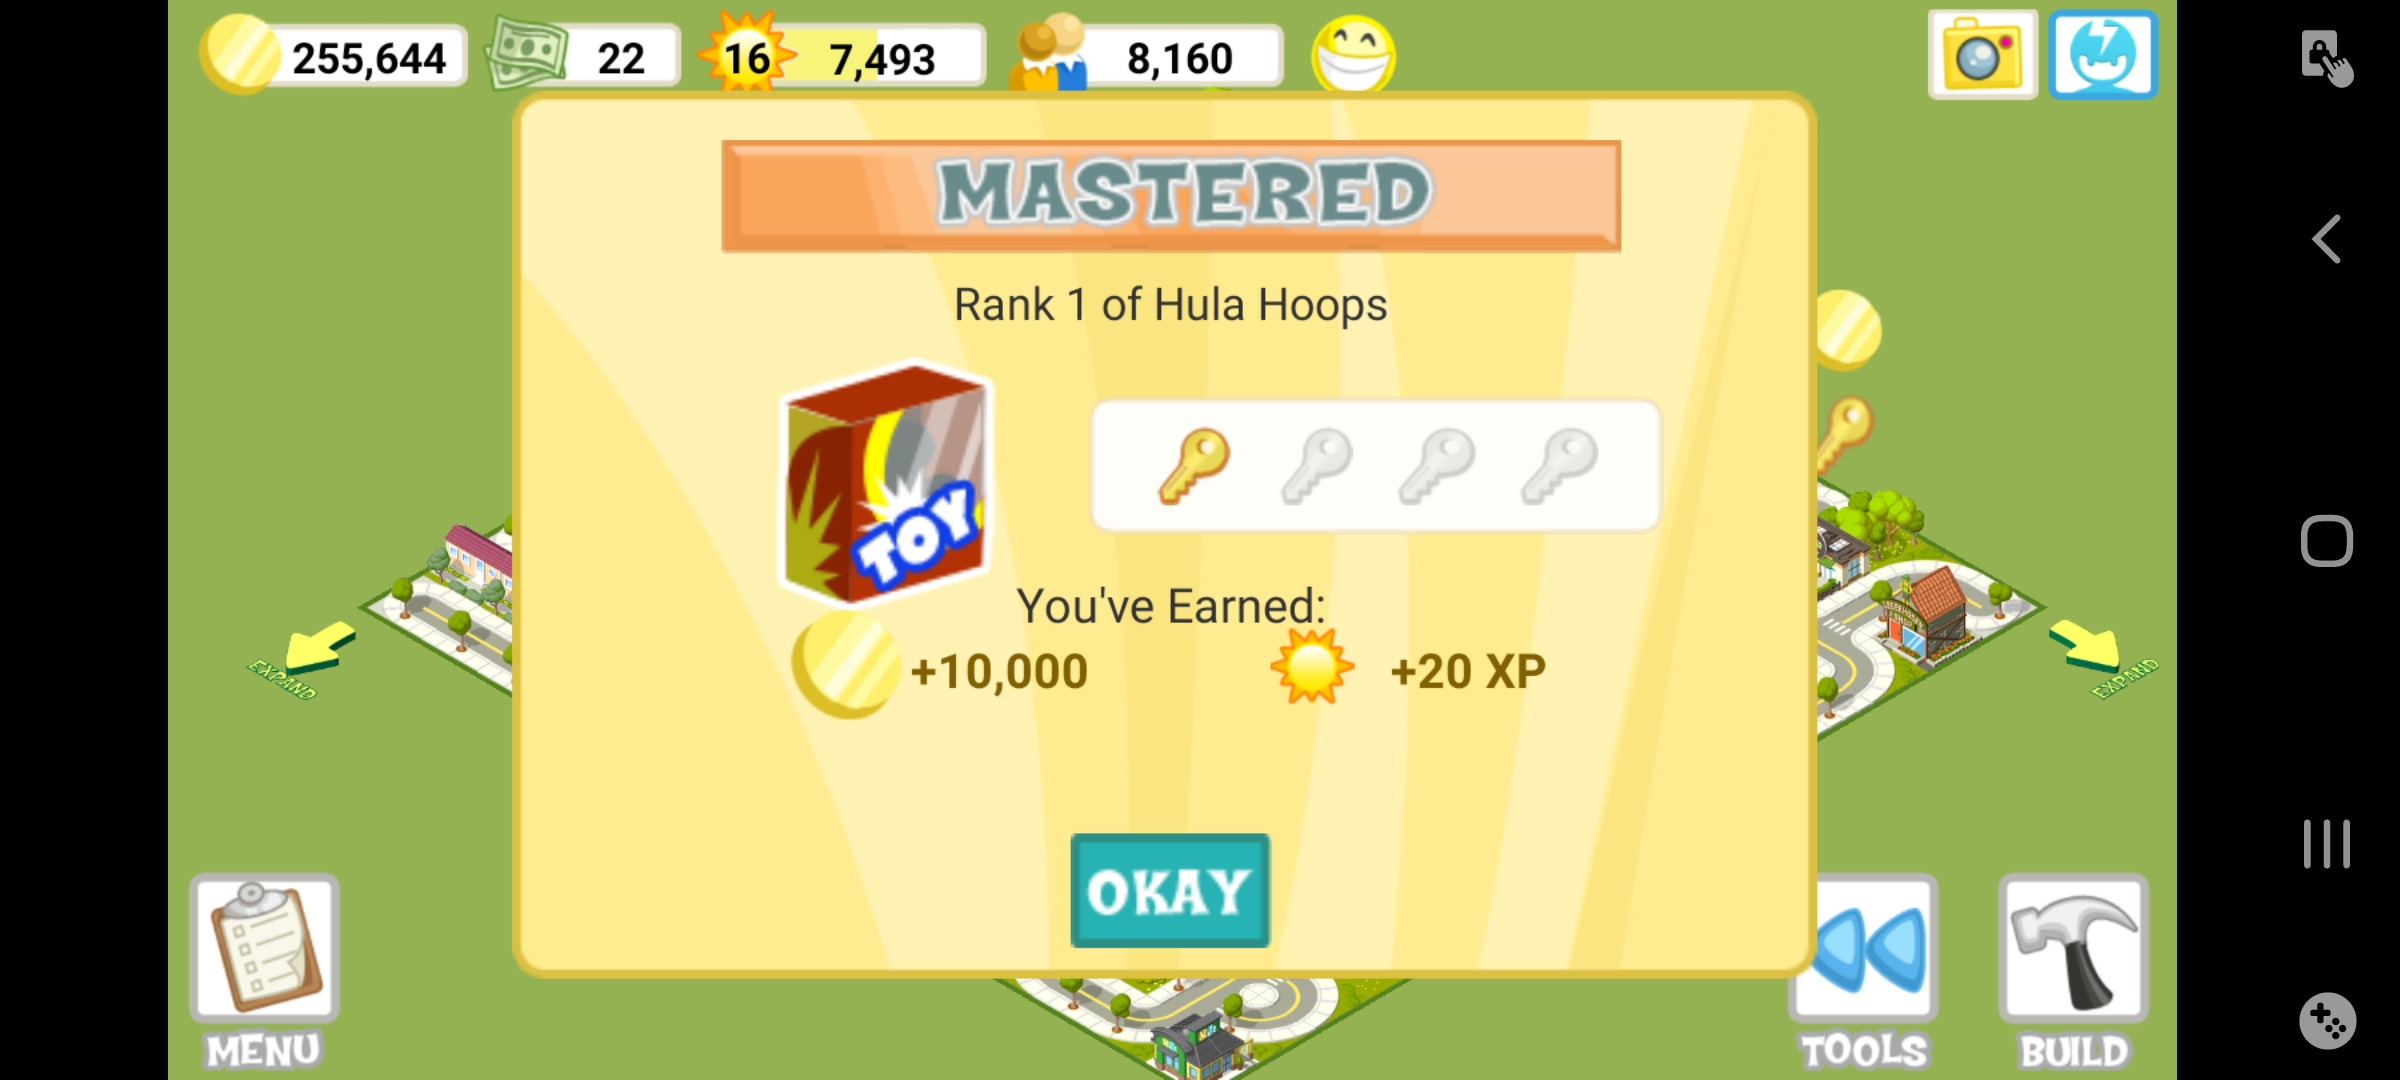 255,644
22
16
7,493
8,160
MASTERED
Rank 1 of Hula Hoops
TOY
You've Earned:
+10,000
+20 XP
EXPAND
EXPAND
OKAY
MENU
TOOLS
BUILD